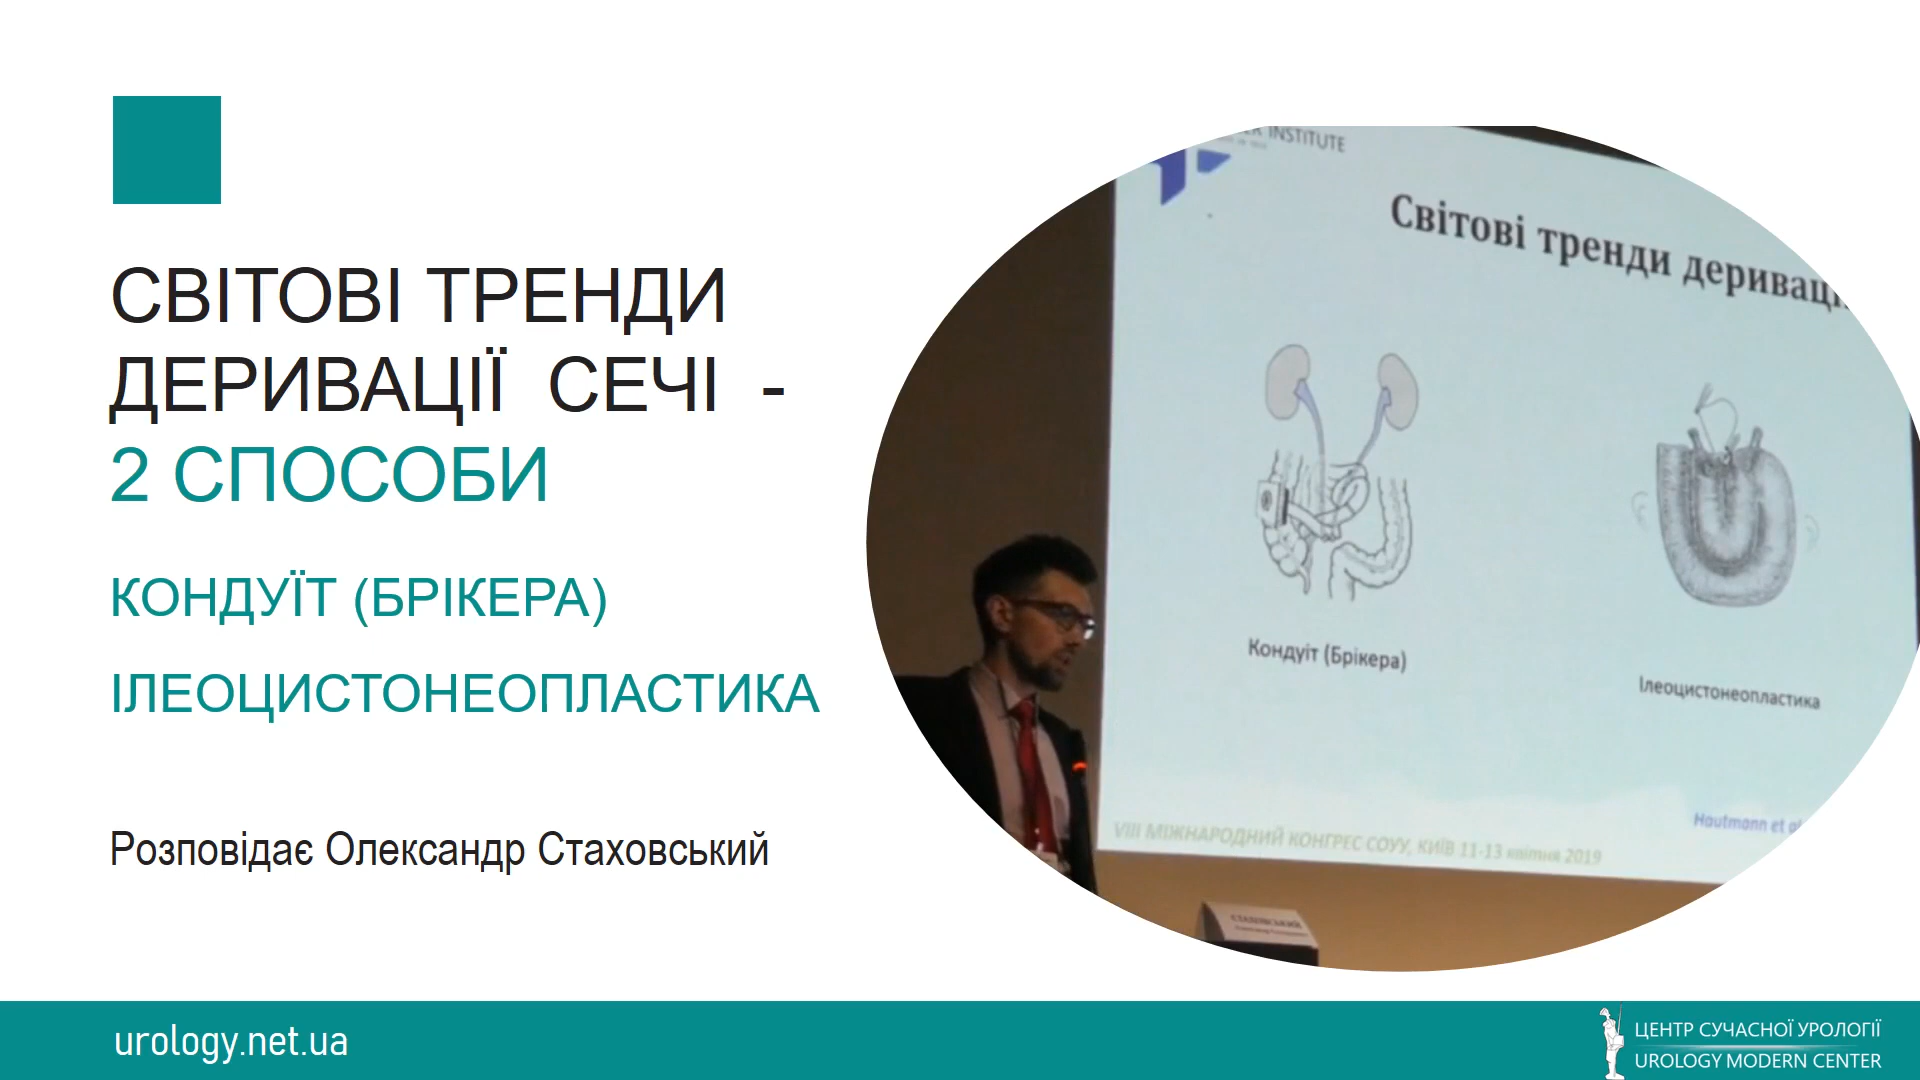 СВІТОВІ ТРЕНДИ
ДЕРИВАЦІЇ СЕЧІ -
2 СПОСОБИ
КОНДУЇТ (БРІКЕРА)
ІЛЕОЦИСТОНЕОПЛАСТИКА
Розповідає Олександр Стаховський
INSTITUTE
Світові тренди деривації
Кондуїт (Брікера)
Ілеоцистонеопластика
Hautmann et al
VIII МІЖНАРОДНИЙ КОНГРЕС СОУУ, КИЇВ 11-13 квітня 2019
СТАХОВСЬКИЙ
urology.net.ua
ЦЕНТР СУЧАСНОЇ УРОЛОГІЇ
UROLOGY MODERN CENTER